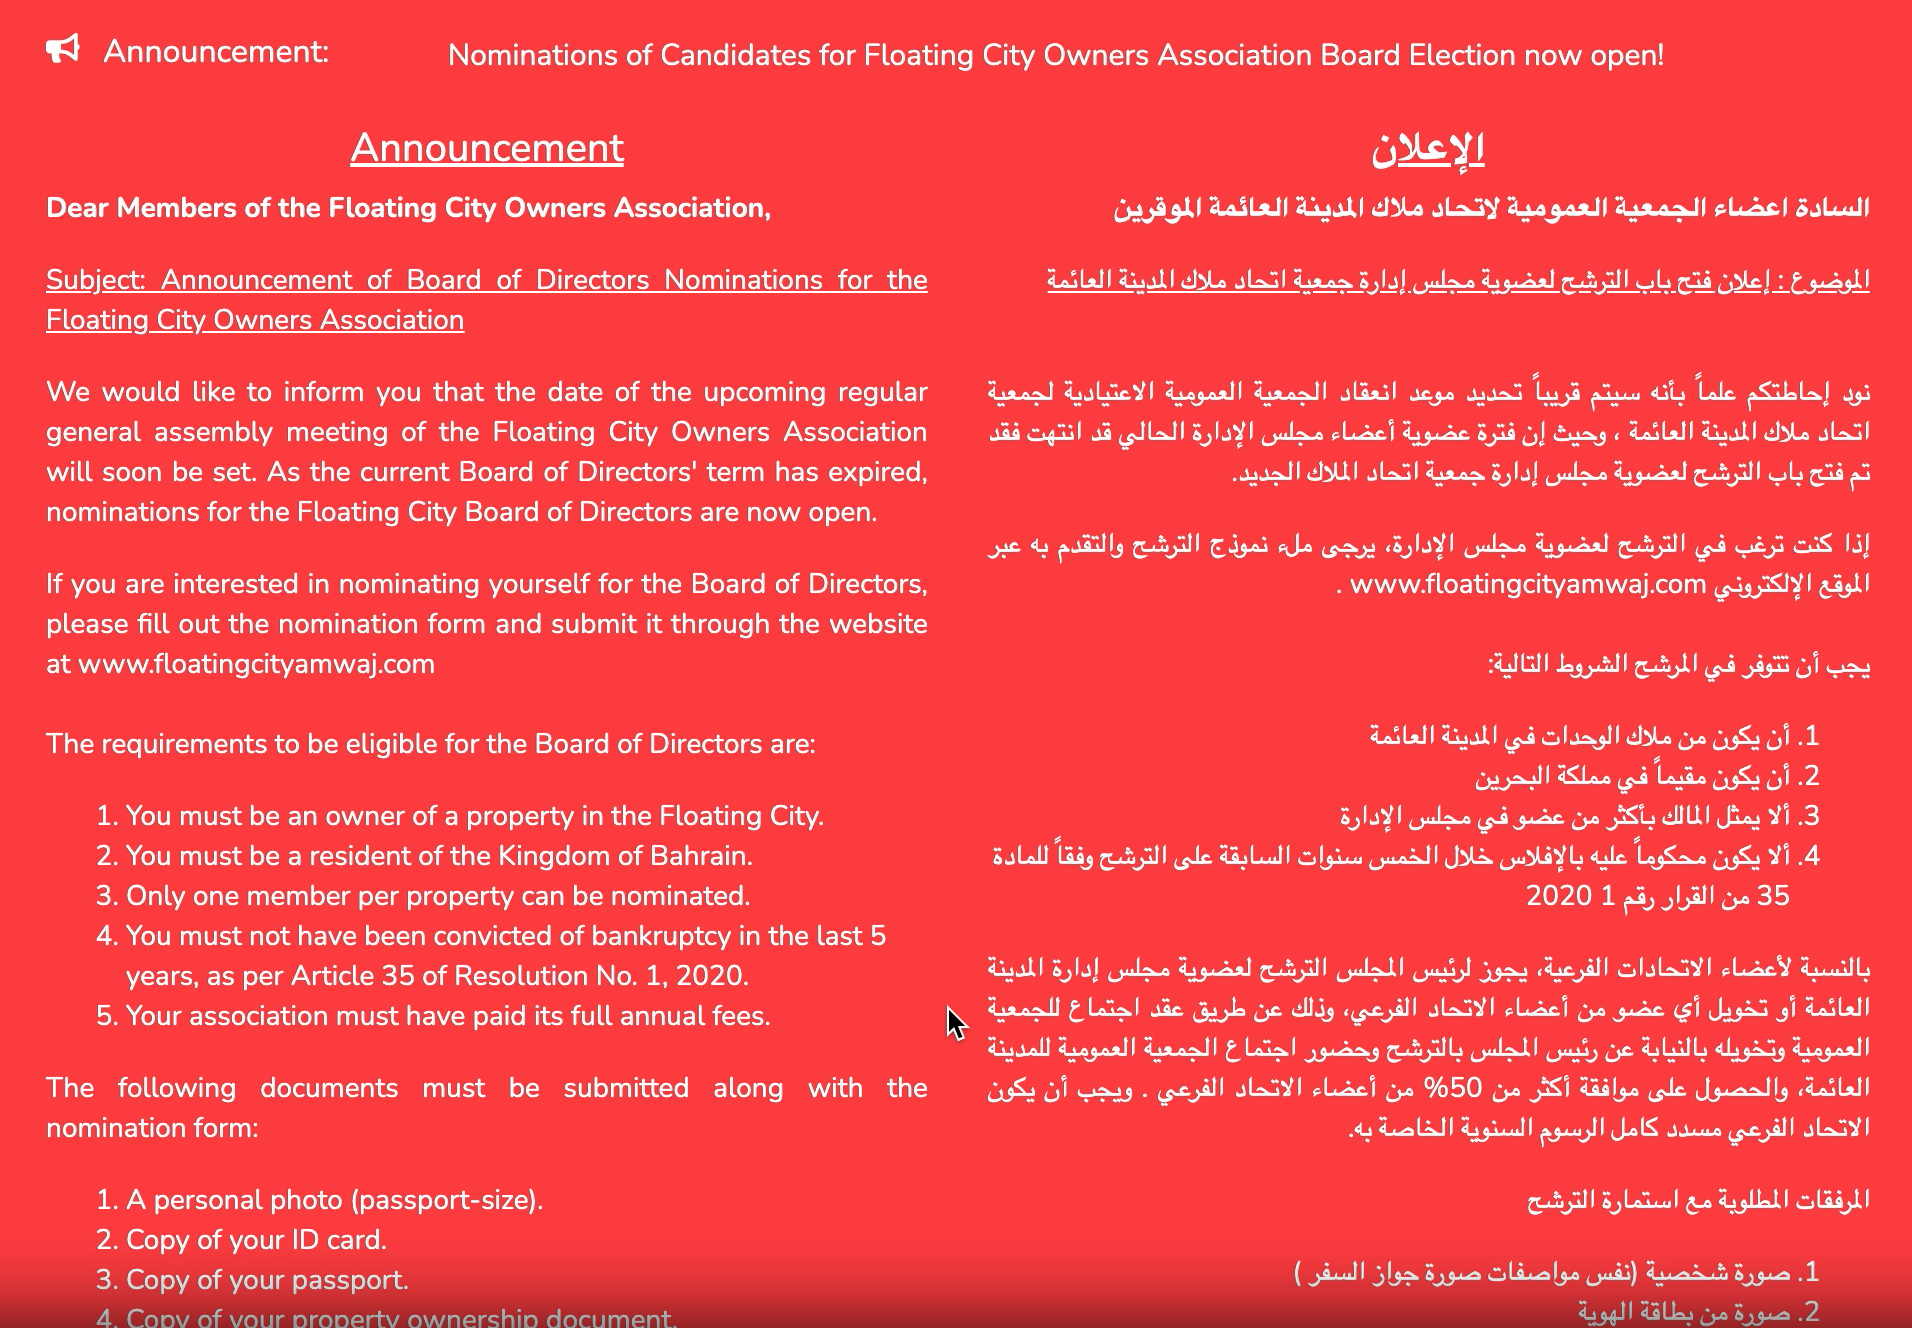 Announcement:
Nominations of Candidates for Floating City Owners Association Board Election now open!
Announcement
Dear Members of the Floating City Owners Association,
Subject: Announcement of Board of Directors Nominations for the
Floating City Owners Association
We would like to inform you that the date of the upcoming regular
general assembly meeting of the Floating City Owners Association
will soon be set. As the current Board of Directors' term has expired,
nominations for the Floating City Board of Directors are now open.
If you are interested in nominating yourself for the Board of Directors,
please fill out the nomination form and submit it through the website
at www.floatingcityamwaj.com
The requirements to be eligible for the Board of Directors are:
1. You must be an owner of a property in the Floating City.
2. You must be a resident of the Kingdom of Bahrain.
3. Only one member per property can be nominated.
4. You must not have been convicted of bankruptcy in the last 5
years, as per Article 35 of Resolution No. 1, 2020.
5. Your association must have paid its full annual fees.
The following documents must be submitted along with the
nomination form:
1. A personal photo (passport-size).
2. Copy of your ID card.
3. Copy of your passport.
4. Copy of your property ownership document.
الإعلان
السادة اعضاء الجمعية العمومية لاتحاد ملاك المدينة العائمة الموقرين
الموضوع : إعلان فتح باب الترشح لعضوية مجلس إدارة جمعية اتحاد ملاك المدينة العائمة
نود إحاطتكم علماً بأنه سيتم قريباً تحديد موعد انعقاد الجمعية العمومية الاعتيادية لجمعية
اتحاد ملاك المدينة العائمة ، وحيث إن فترة عضوية أعضاء مجلس الإدارة الحالي قد انتهت فقد
تم فتح باب الترشح لعضوية مجلس إدارة جمعية اتحاد الملاك الجديد.
إذا كنت ترغب في الترشح لعضوية مجلس الإدارة، يرجى ملء نموذج الترشح والتقدم به عبر
الموقع الإلكتروني www.floatingcityamwaj.com .
يجب أن تتوفر في المرشح الشروط التالية:
1. أن يكون من ملاك الوحدات في المدينة العائمة
2. أن يكون مقيماً في مملكة البحرين
3. ألا يمثل المالك بأكثر من عضو في مجلس الإدارة
4. ألا يكون محكوماً عليه بالإفلاس خلال الخمس سنوات السابقة على الترشح وفقاً للمادة
35 من القرار رقم 1 2020
بالنسبة لأعضاء الاتحادات الفرعية، يجوز لرئيس المجلس الترشح لعضوية مجلس إدارة المدينة
العائمة أو تخويل أي عضو من أعضاء الاتحاد الفرعي، وذلك عن طريق عقد اجتماع للجمعية
العمومية وتخويله بالنيابة عن رئيس المجلس بالترشح وحضور اجتماع الجمعية العمومية للمدينة
العائمة، والحصول على موافقة أكثر من 50% من أعضاء الاتحاد الفرعي . ويجب أن يكون
الاتحاد الفرعي مسدد كامل الرسوم السنوية الخاصة به.
المرفقات المطلوبة مع استمارة الترشح
1. صورة شخصية (نفس مواصفات صورة جواز السفر )
2. صورة من بطاقة الهوية